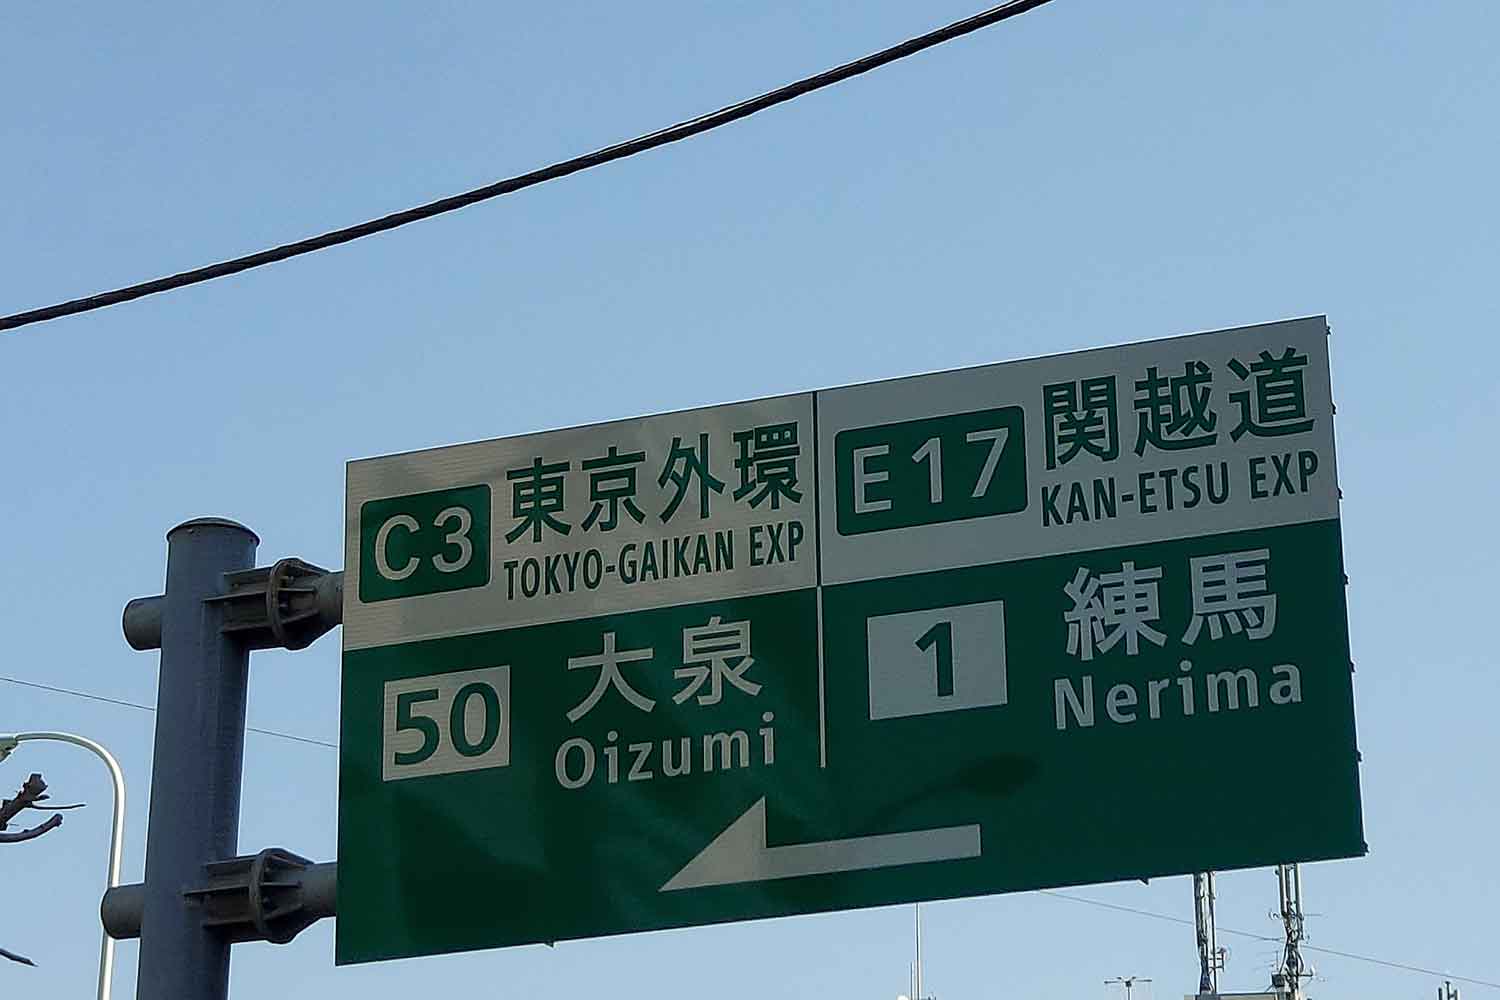 C3 東京外環
TOKYO-GAIKAN EXP
50 大泉
Oizumi
E17 関越道
KAN-ETSU EXP
1 練馬
Nerima